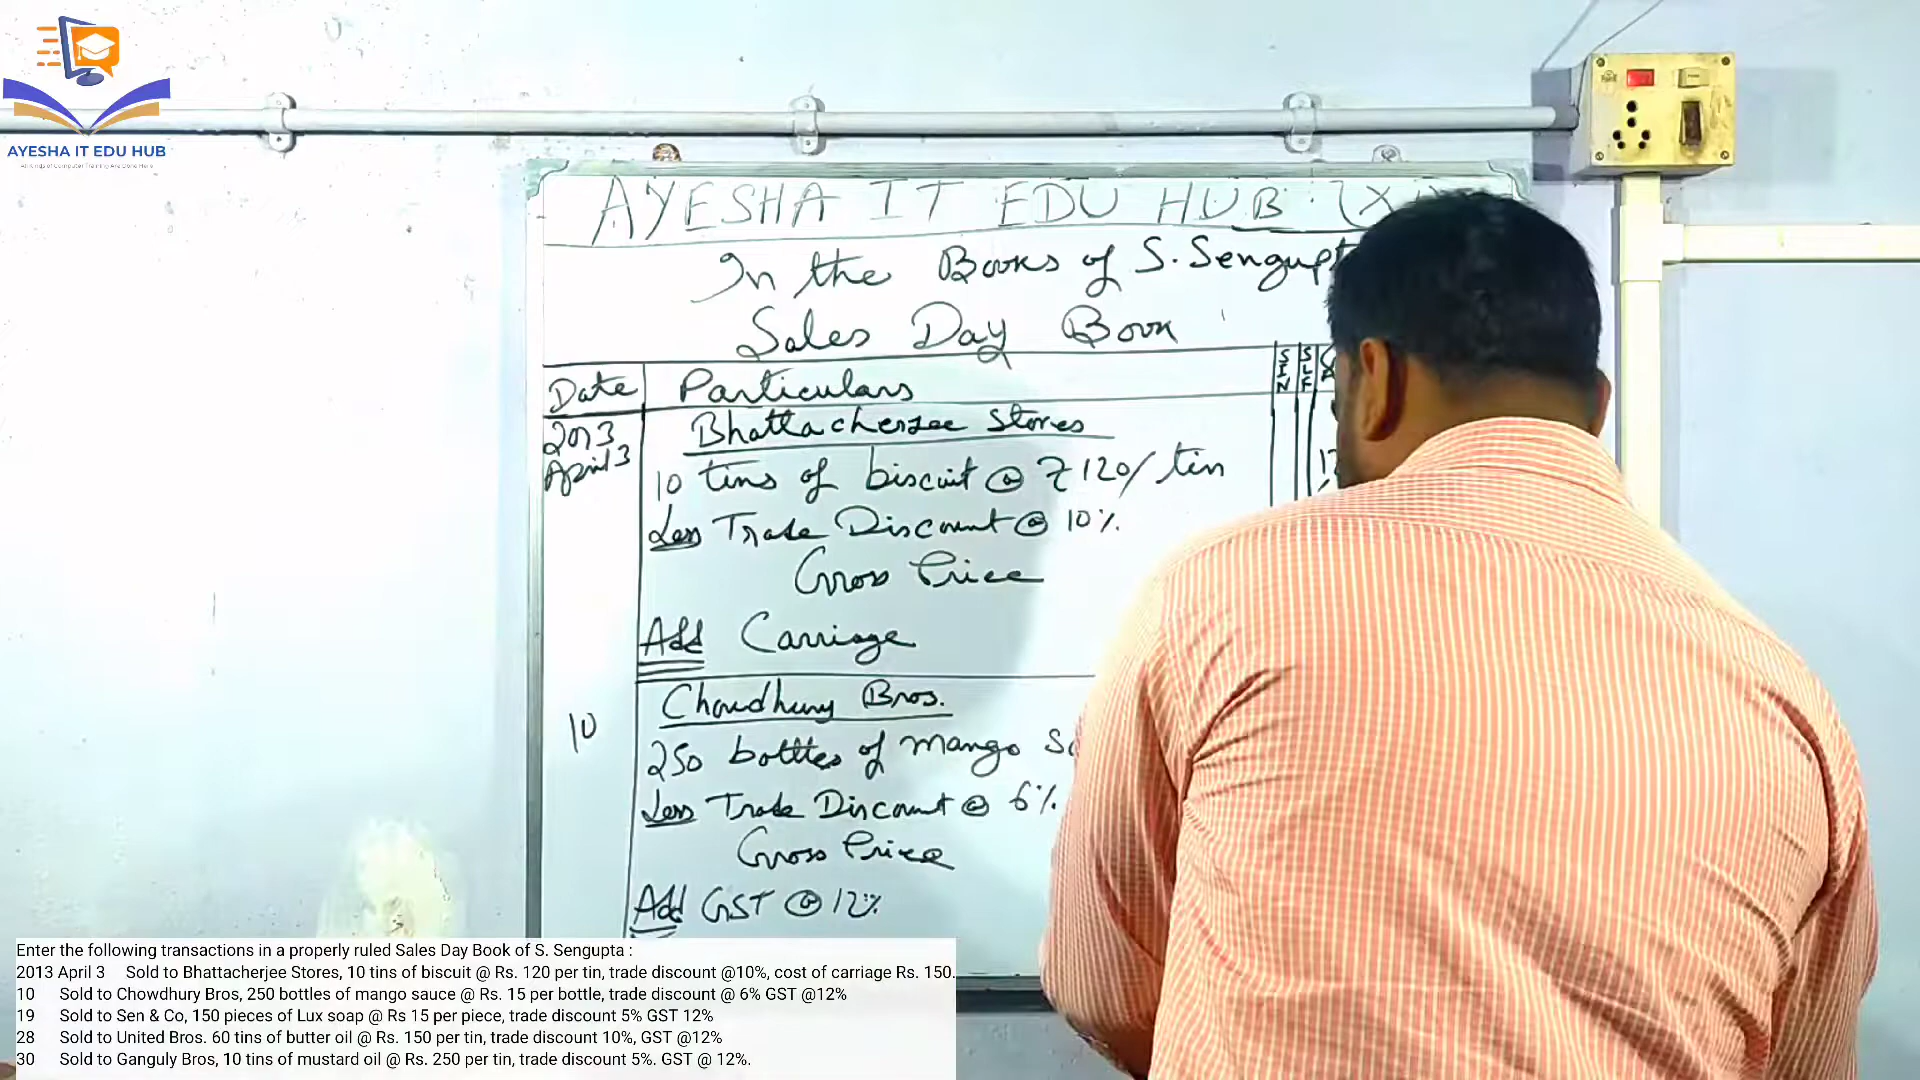 AYESHA IT EDU HUB
AYESHA IT EDU HUB
In the Books of S. Sengupt
Sales Day Book
Date Particulars SIN SLF
2013 Bhattacherjee Stores
April 3
10 tins of biscuit @ ₹ 120/ tin
Less Trade Discount @ 10%.
Gross Price
Add Carriage
Chowdhury Bros.
10
250 bottles of mango
Less Trade Discount @ 6%.
Gross Price
Add GST @ 12%
Enter the following transactions in a properly ruled Sales Day Book of S. Sengupta :
2013 April 3 Sold to Bhattacherjee Stores, 10 tins of biscuit @ Rs. 120 per tin, trade discount @10%, cost of carriage Rs. 150.
10 Sold to Chowdhury Bros, 250 bottles of mango sauce @ Rs. 15 per bottle, trade discount @ 6% GST @12%
19 Sold to Sen & Co, 150 pieces of Lux soap @ Rs 15 per piece, trade discount 5% GST 12%
28 Sold to United Bros. 60 tins of butter oil @ Rs. 150 per tin, trade discount 10%, GST @12%
30 Sold to Ganguly Bros, 10 tins of mustard oil @ Rs. 250 per tin, trade discount 5%. GST @ 12%.